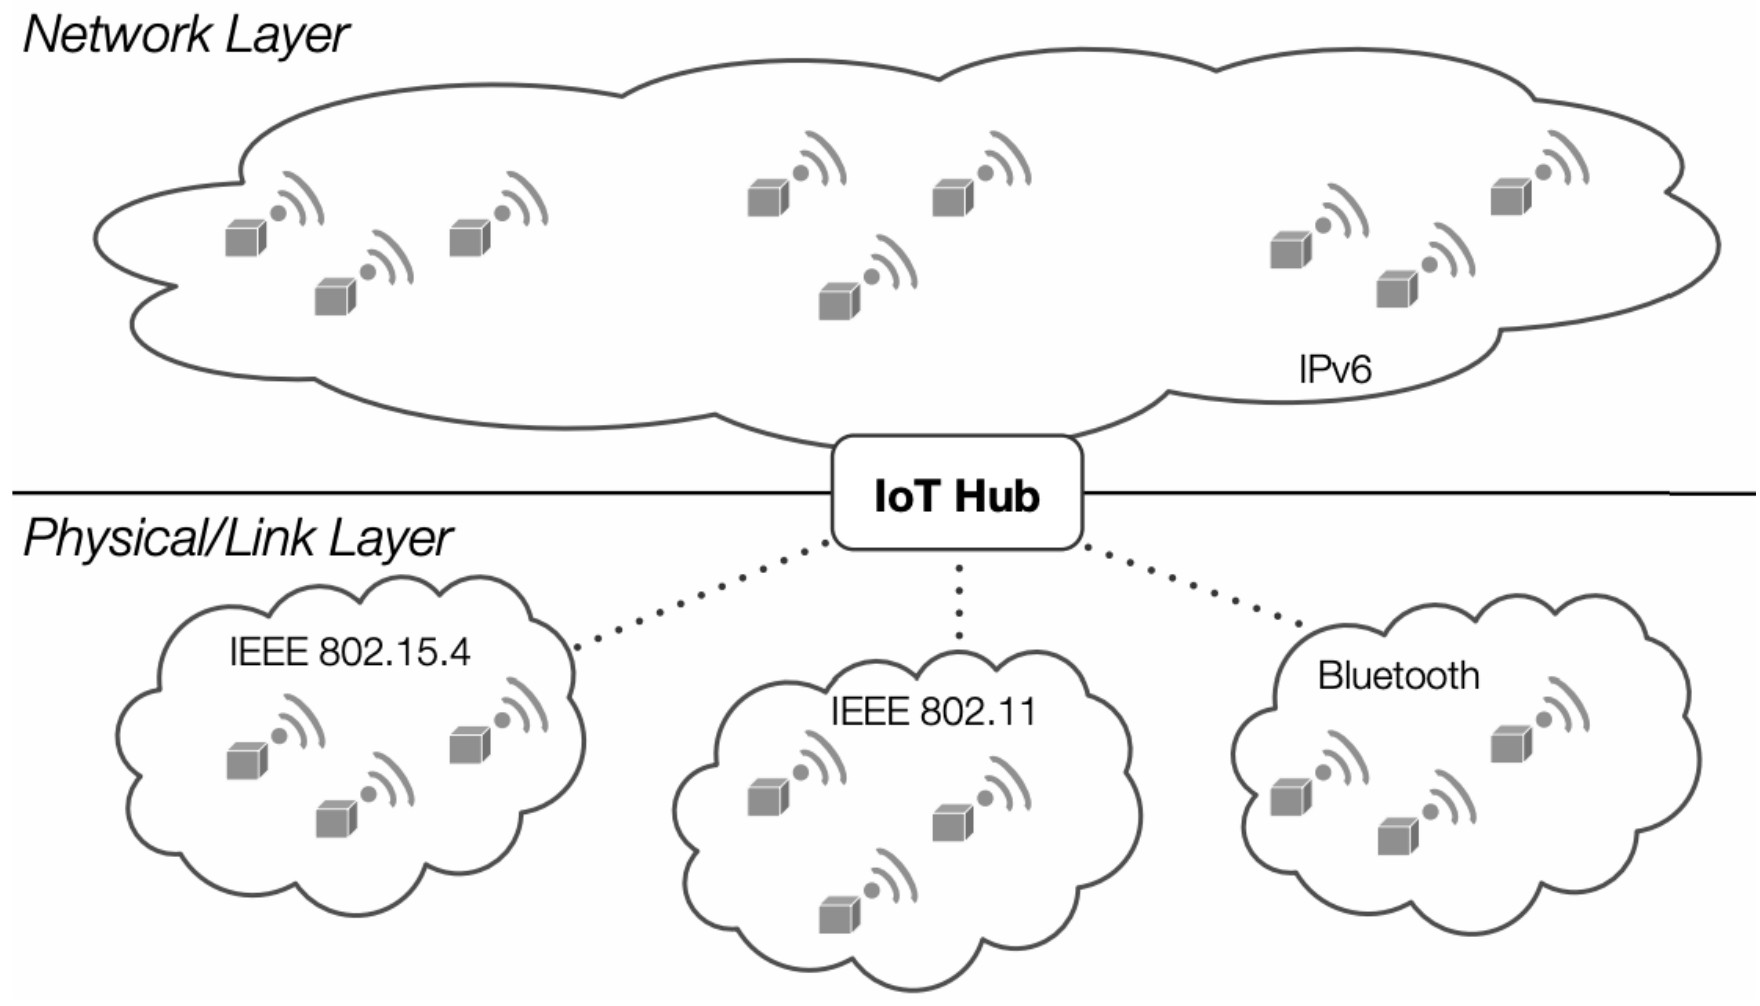 Network Layer
IPv6
IoT Hub
Physical/Link Layer
IEEE 802.15.4
IEEE 802.11
Bluetooth